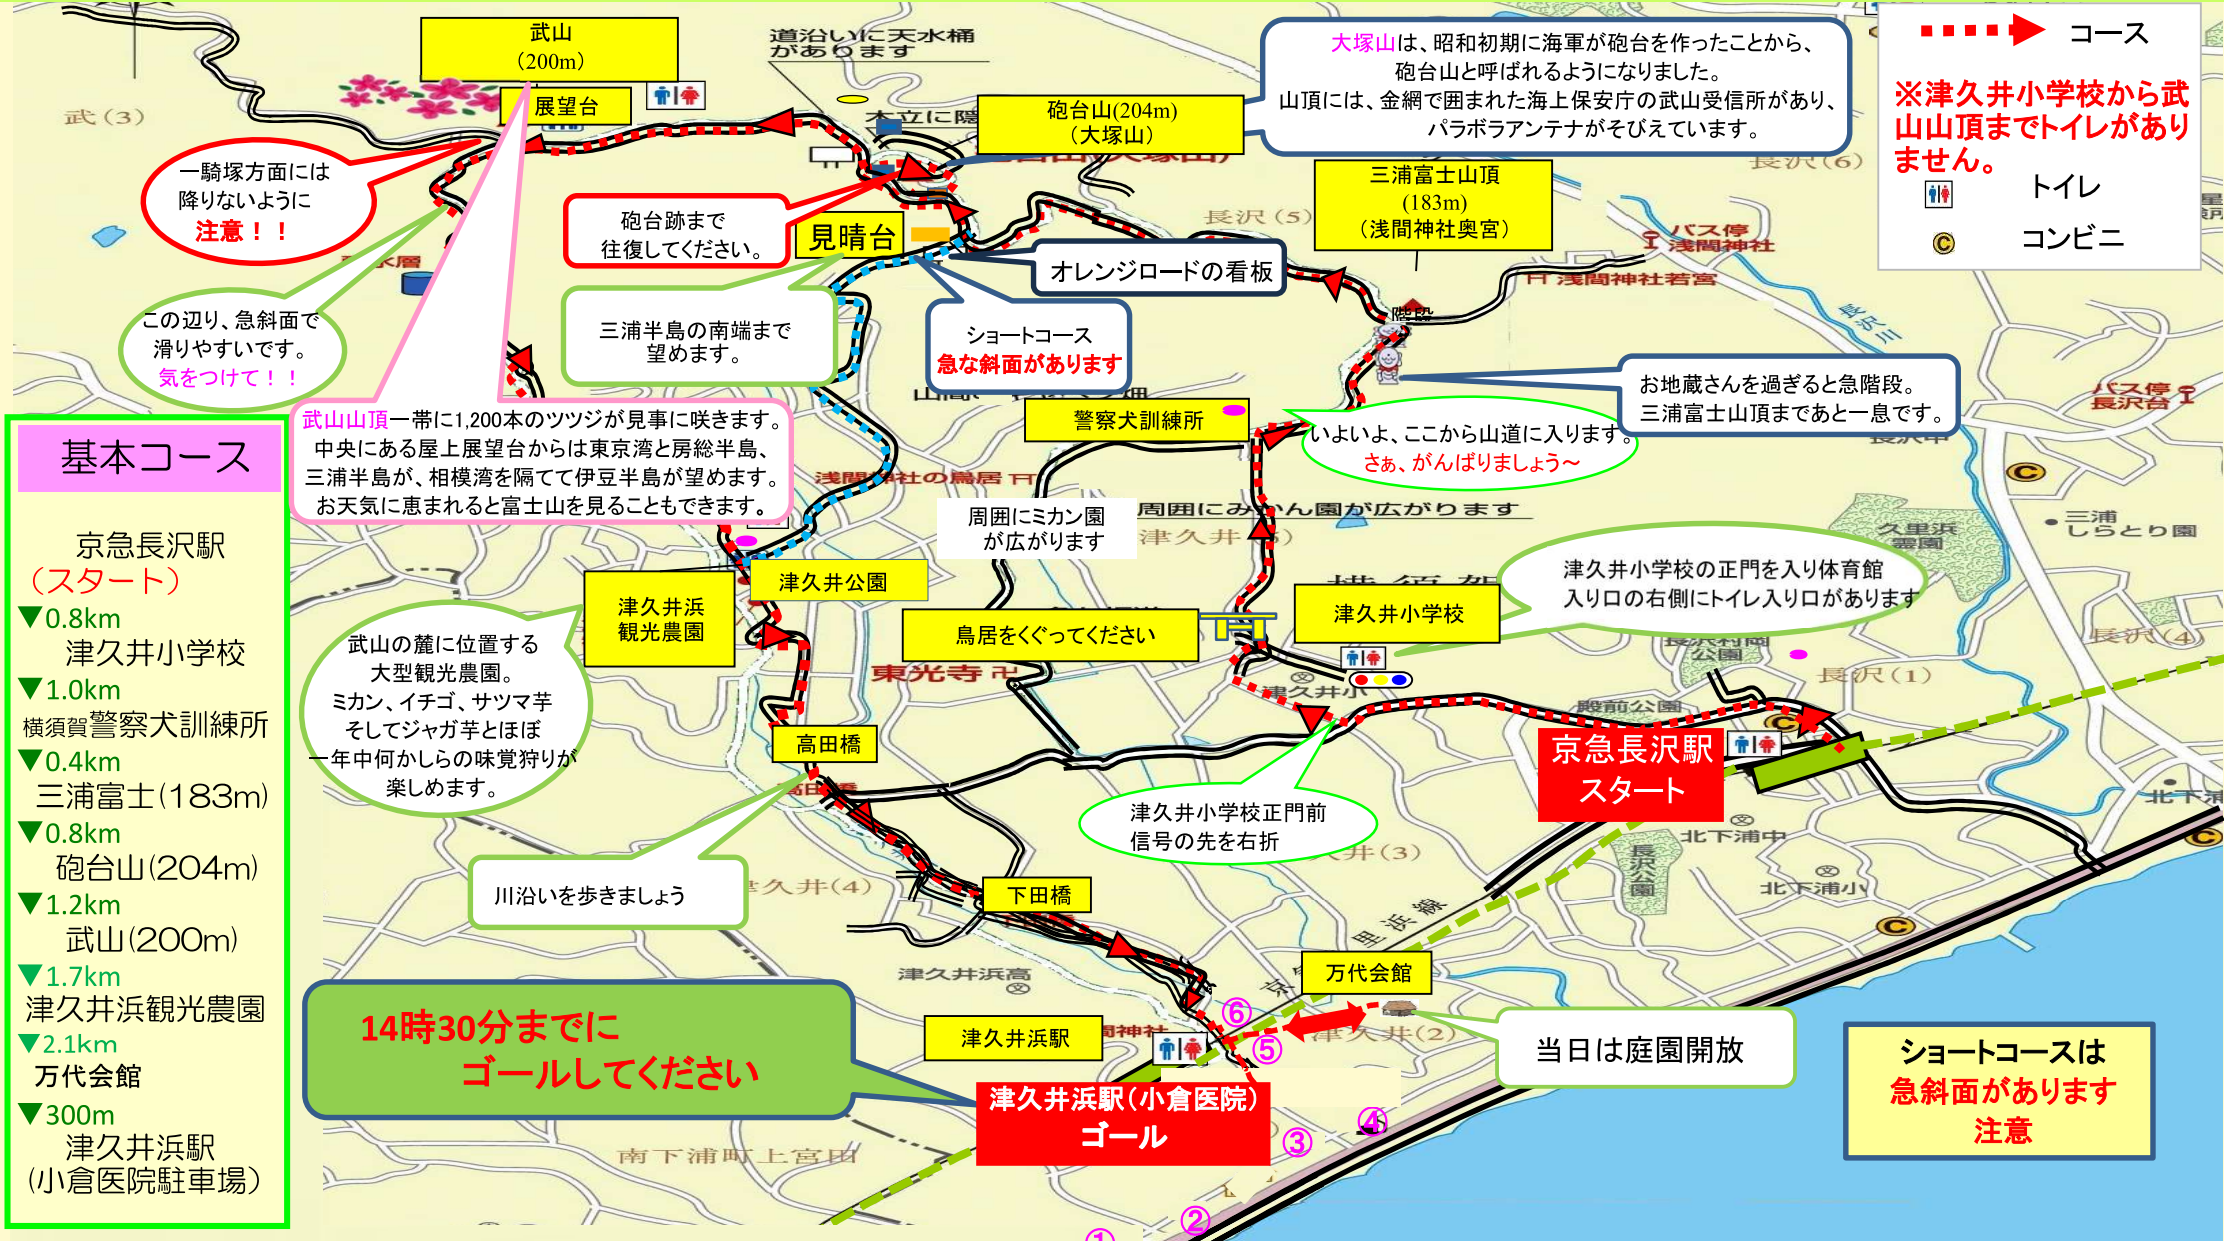 武山
(200m)
展望台
道沿いに天水桶
があります
木立に隠
砲台山(204m)
(大塚山)
大塚山は、昭和初期に海軍が砲台を作ったことから、
砲台山と呼ばれるようになりました。
山頂には、金網で囲まれた海上保安庁の武山受信所があり、
パラボラアンテナがそびえています。
コース
※津久井小学校から武
山山頂までトイレがあり
ません。
トイレ
コンビニ
武(3)
一騎塚方面には
降りないように
注意！！
砲台跡まで
往復してください。
見晴台
長沢(5)
長沢(6)
三浦富士山頂
(183m)
(浅間神社奥宮)
バス停
浅間神社
浅間神社若宮
オレンジロードの看板
この辺り、急斜面で
滑りやすいです。
気をつけて！！
三浦半島の南端まで
望めます。
ショートコース
急な斜面があります
階段
長沢川
お地蔵さんを過ぎると急階段。
三浦富士山頂まであと一息です。
バス停
長沢台
武山山頂一帯に1,200本のツツジが見事に咲きます。
中央にある屋上展望台からは東京湾と房総半島、
三浦半島が、相模湾を隔てて伊豆半島が望めます。
お天気に恵まれると富士山を見ることもできます。
警察犬訓練所
いよいよ、ここから山道に入ります。
さぁ、がんばりましょう～
浅間神社の鳥居
周囲にミカン園
が広がります
周囲にみかん園が広がります
津久井
久里浜
霊園
三浦
しらとり園
基本コース
京急長沢駅
(スタート)
▼0.8km
津久井小学校
▼1.0km
横須賀警察犬訓練所
▼0.4km
三浦富士(183m)
▼0.8km
砲台山(204m)
▼1.2km
武山(200m)
▼1.7km
津久井浜観光農園
▼2.1km
万代会館
▼300m
津久井浜駅
(小倉医院駐車場)
津久井浜
観光農園
津久井公園
鳥居をくぐってください
津久井小学校
津久井小学校の正門を入り体育館
入り口の右側にトイレ入り口があります
武山の麓に位置する
大型観光農園。
ミカン、イチゴ、サツマ芋
そしてジャガ芋とほぼ
一年中何かしらの味覚狩りが
楽しめます。
東光寺
津久井小
公園
長沢(1)
長沢(4)
殿前公園
高田橋
京急長沢駅
スタート
津久井小学校正門前
信号の先を右折
川沿いを歩きましょう
久井(4)
下田橋
井(3)
長沢公園
北下浦中
北下浦小
里浜線
津久井浜高
万代会館
⑥
⑤
津久井(2)
当日は庭園開放
14時30分までに
ゴールしてください
津久井浜駅
間神社
津久井浜駅(小倉医院)
ゴール
④
③
②
①
南下浦町上宮田
ショートコースは
急斜面があります
注意